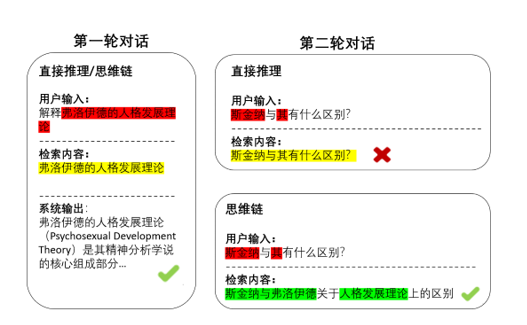 第一轮对话
直接推理/思维链
用户输入：
解释弗洛伊德的人格发展理
论
检索内容：
弗洛伊德的人格发展理论
系统输出：
弗洛伊德的人格发展理论
（Psychosexual Development
Theory）是其精神分析学说
的核心组成部分...
第二轮对话
直接推理
用户输入：
斯金纳与其有什么区别？
检索内容：
斯金纳与其有什么区别？
思维链
用户输入：
斯金纳与其有什么区别？
检索内容：
斯金纳与弗洛伊德关于人格发展理论上的区别